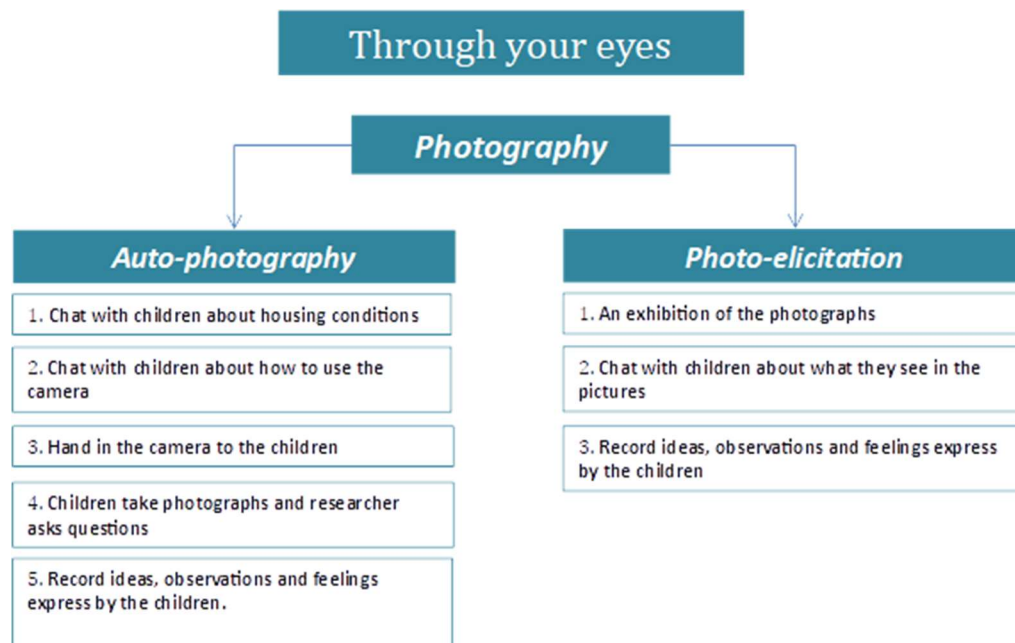 Through your eyes
Photography
Auto-photography
1. Chat with children about housing conditions
2. Chat with children about how to use the
camera
3. Hand in the camera to the children
4. Children take photographs and researcher
asks questions
5. Record ideas, observations and feelings
express by the children.
Photo-elicitation
1. An exhibition of the photographs
2. Chat with children about what they see in the
pictures
3. Record ideas, observations and feelings express
by the children